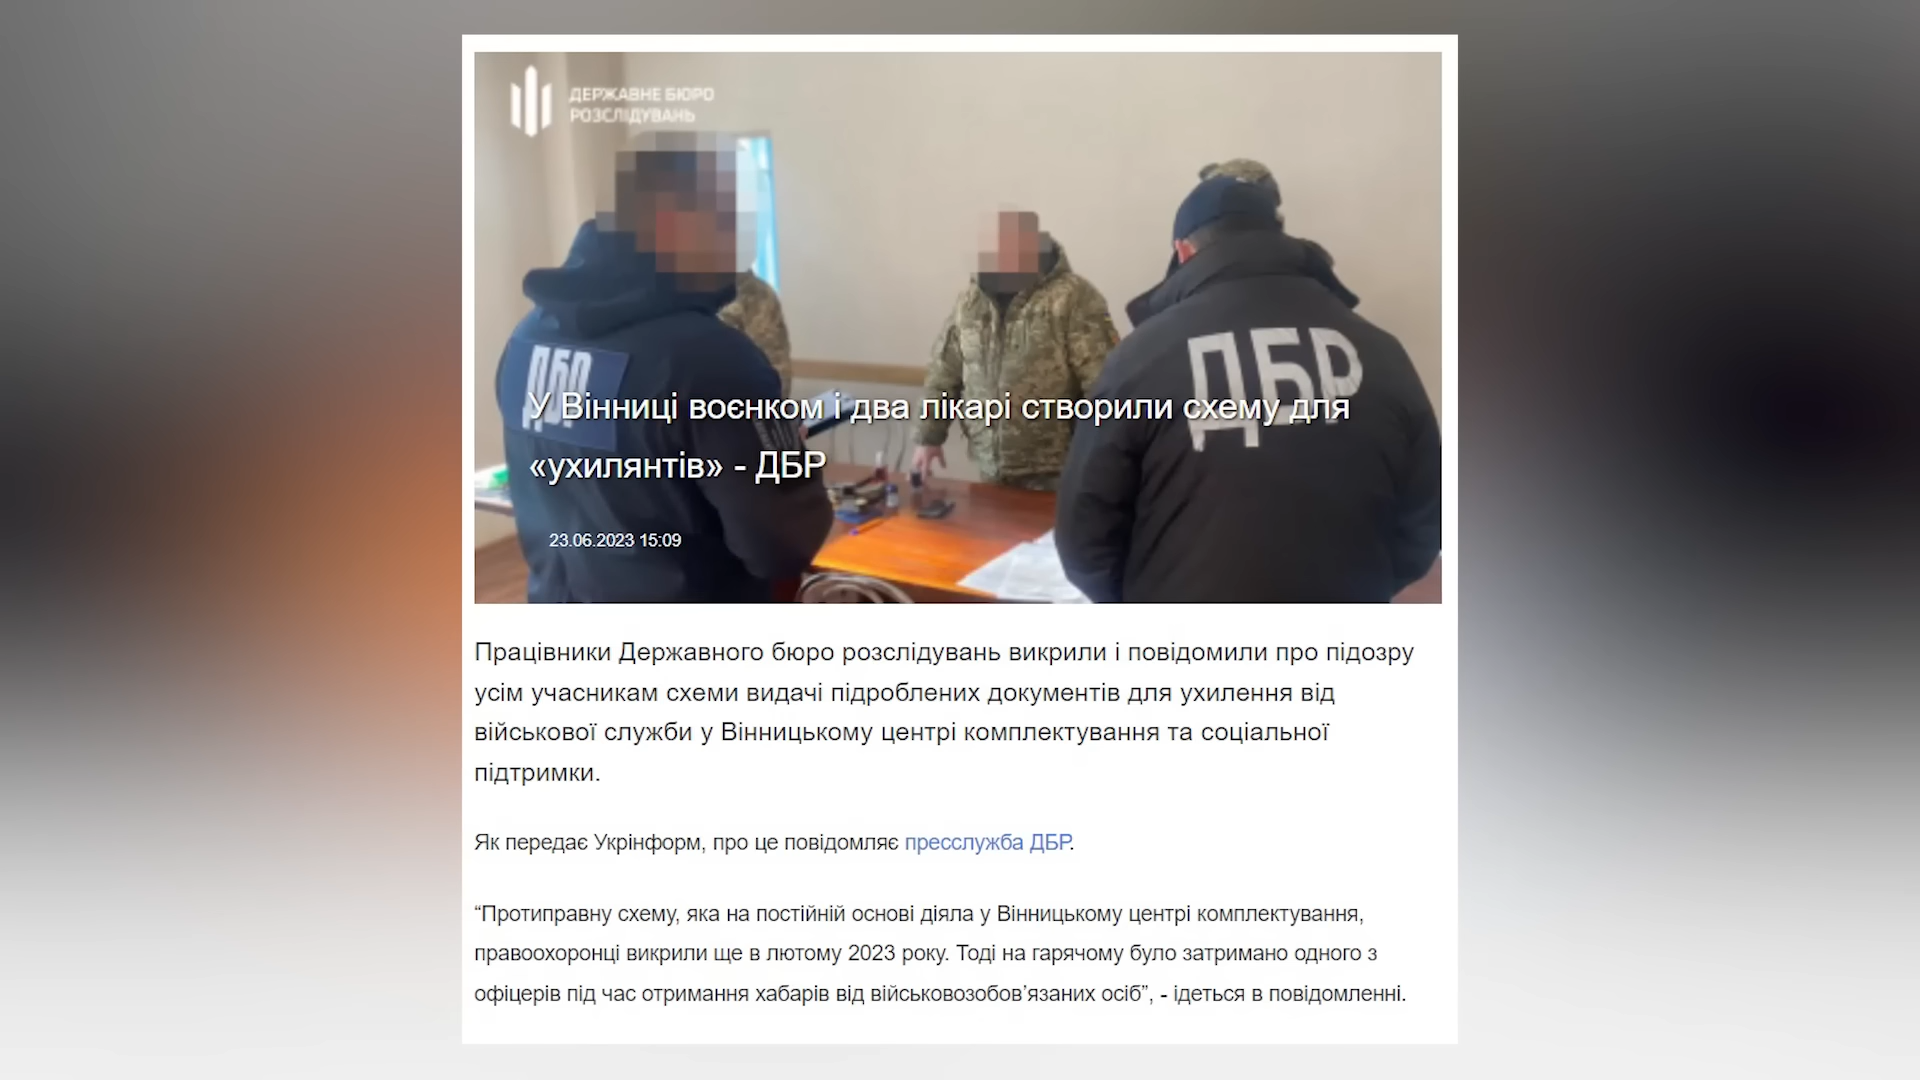 ДЕРЖАВНЕ БЮРО
РОЗСЛІДУВАНЬ
ДБР
ДБР
У Вінниці воєнком і два лікарі створили схему для
«ухилянтів» - ДБР
23.06.2023 15:09
Працівники Державного бюро розслідувань викрили і повідомили про підозру
усім учасникам схеми видачі підроблених документів для ухилення від
військової служби у Вінницькому центрі комплектування та соціальної
підтримки.
Як передає Укрінформ, про це повідомляє пресслужба ДБР.
“Протиправну схему, яка на постійній основі діяла у Вінницькому центрі комплектування,
правоохоронці викрили ще в лютому 2023 року. Тоді на гарячому було затримано одного з
офіцерів під час отримання хабарів від військовозобов’язаних осіб”, - ідеться в повідомленні.